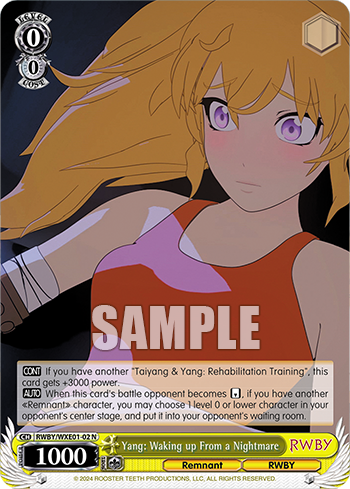 LEVEL
0
0
COST
SAMPLE
CONT If you have another "Taiyang & Yang: Rehabilitation Training", this
card gets +3000 power.
AUTO When this card's battle opponent becomes , if you have another
«Remnant» character, you may choose 1 level 0 or lower character in your
opponent's center stage, and put it into your opponent's waiting room.
RWBY/WXE01-02 N
Yang: Waking up From a Nightmare
RWBY
POWER
1000
Remnant
RWBY
© 2024 ROOSTER TEETH PRODUCTIONS, LLC, ALL RIGHTS RESERVED.